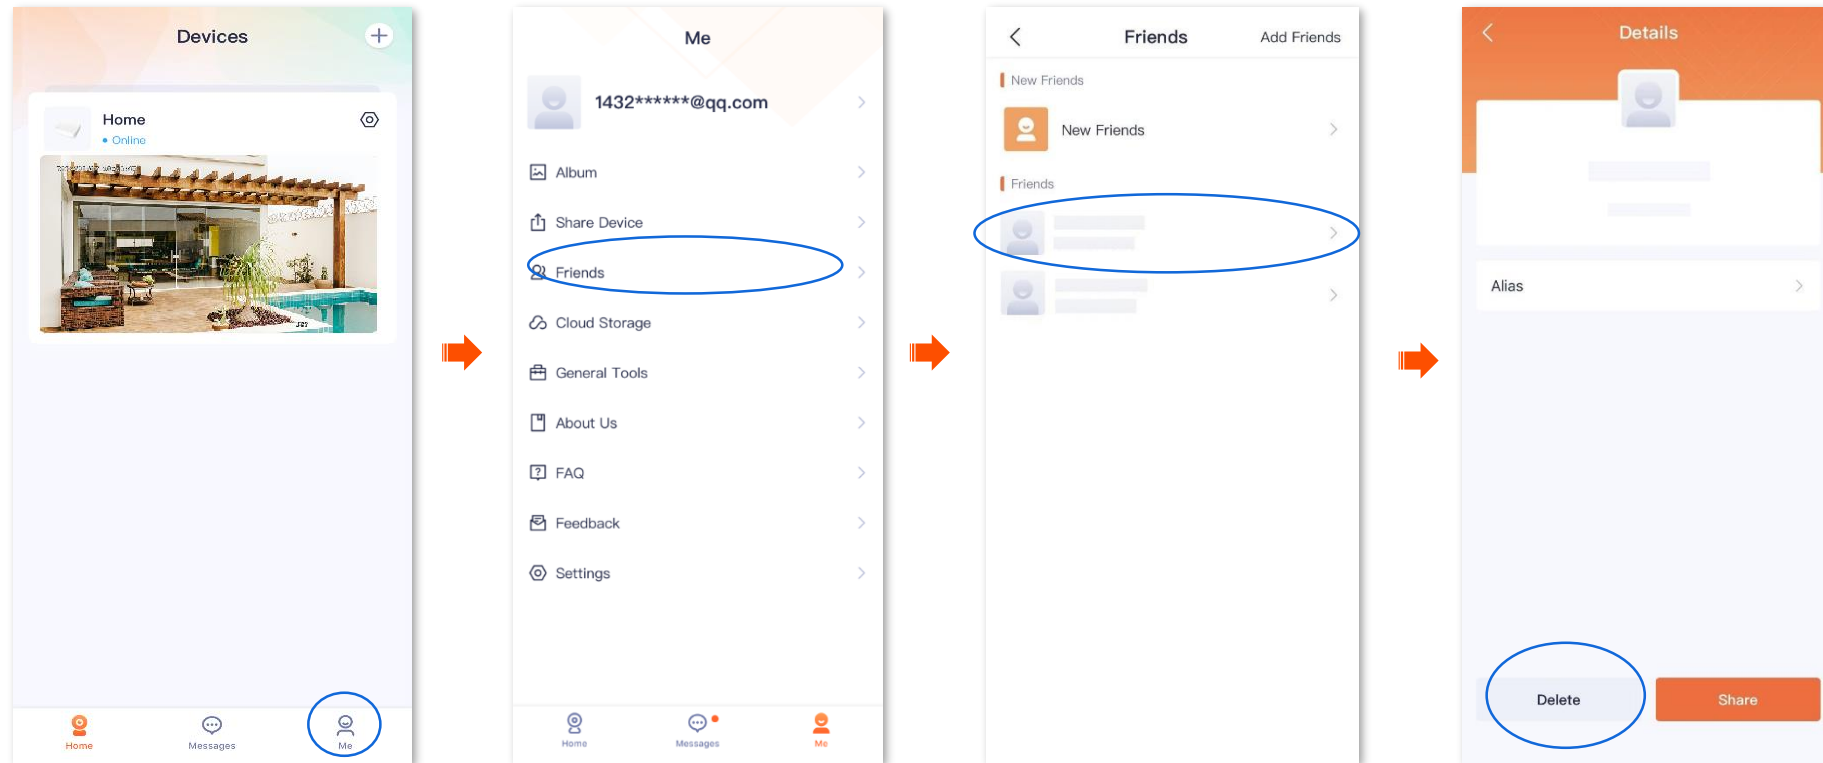 Devices
Home
Online
Home
Messages
Me
Me
1432******@qq.com
Album
Share Device
Friends
Cloud Storage
General Tools
About Us
FAQ
Feedback
Settings
Home
Messages
Me
Friends
Add Friends
New Friends
New Friends
Friends
Details
Alias
Delete
Share